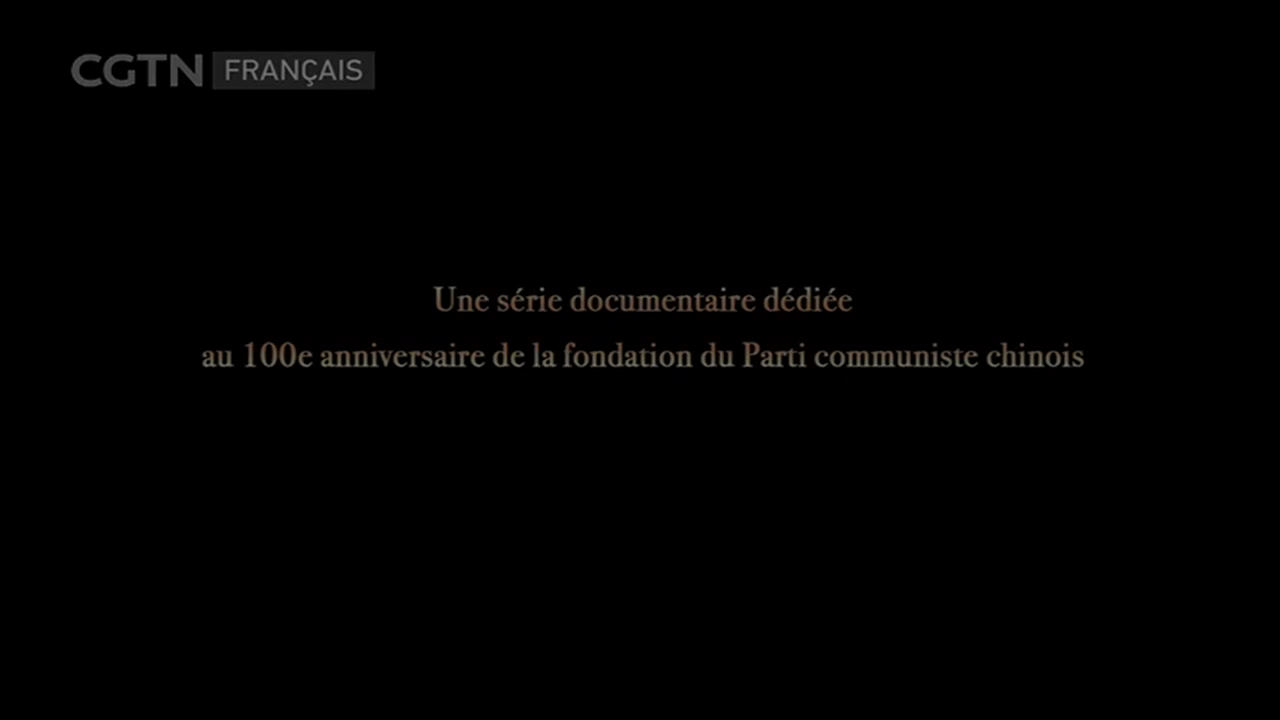 CGTN FRANÇAIS
Une série documentaire dédiée
au 100e anniversaire de la fondation du Parti communiste chinois